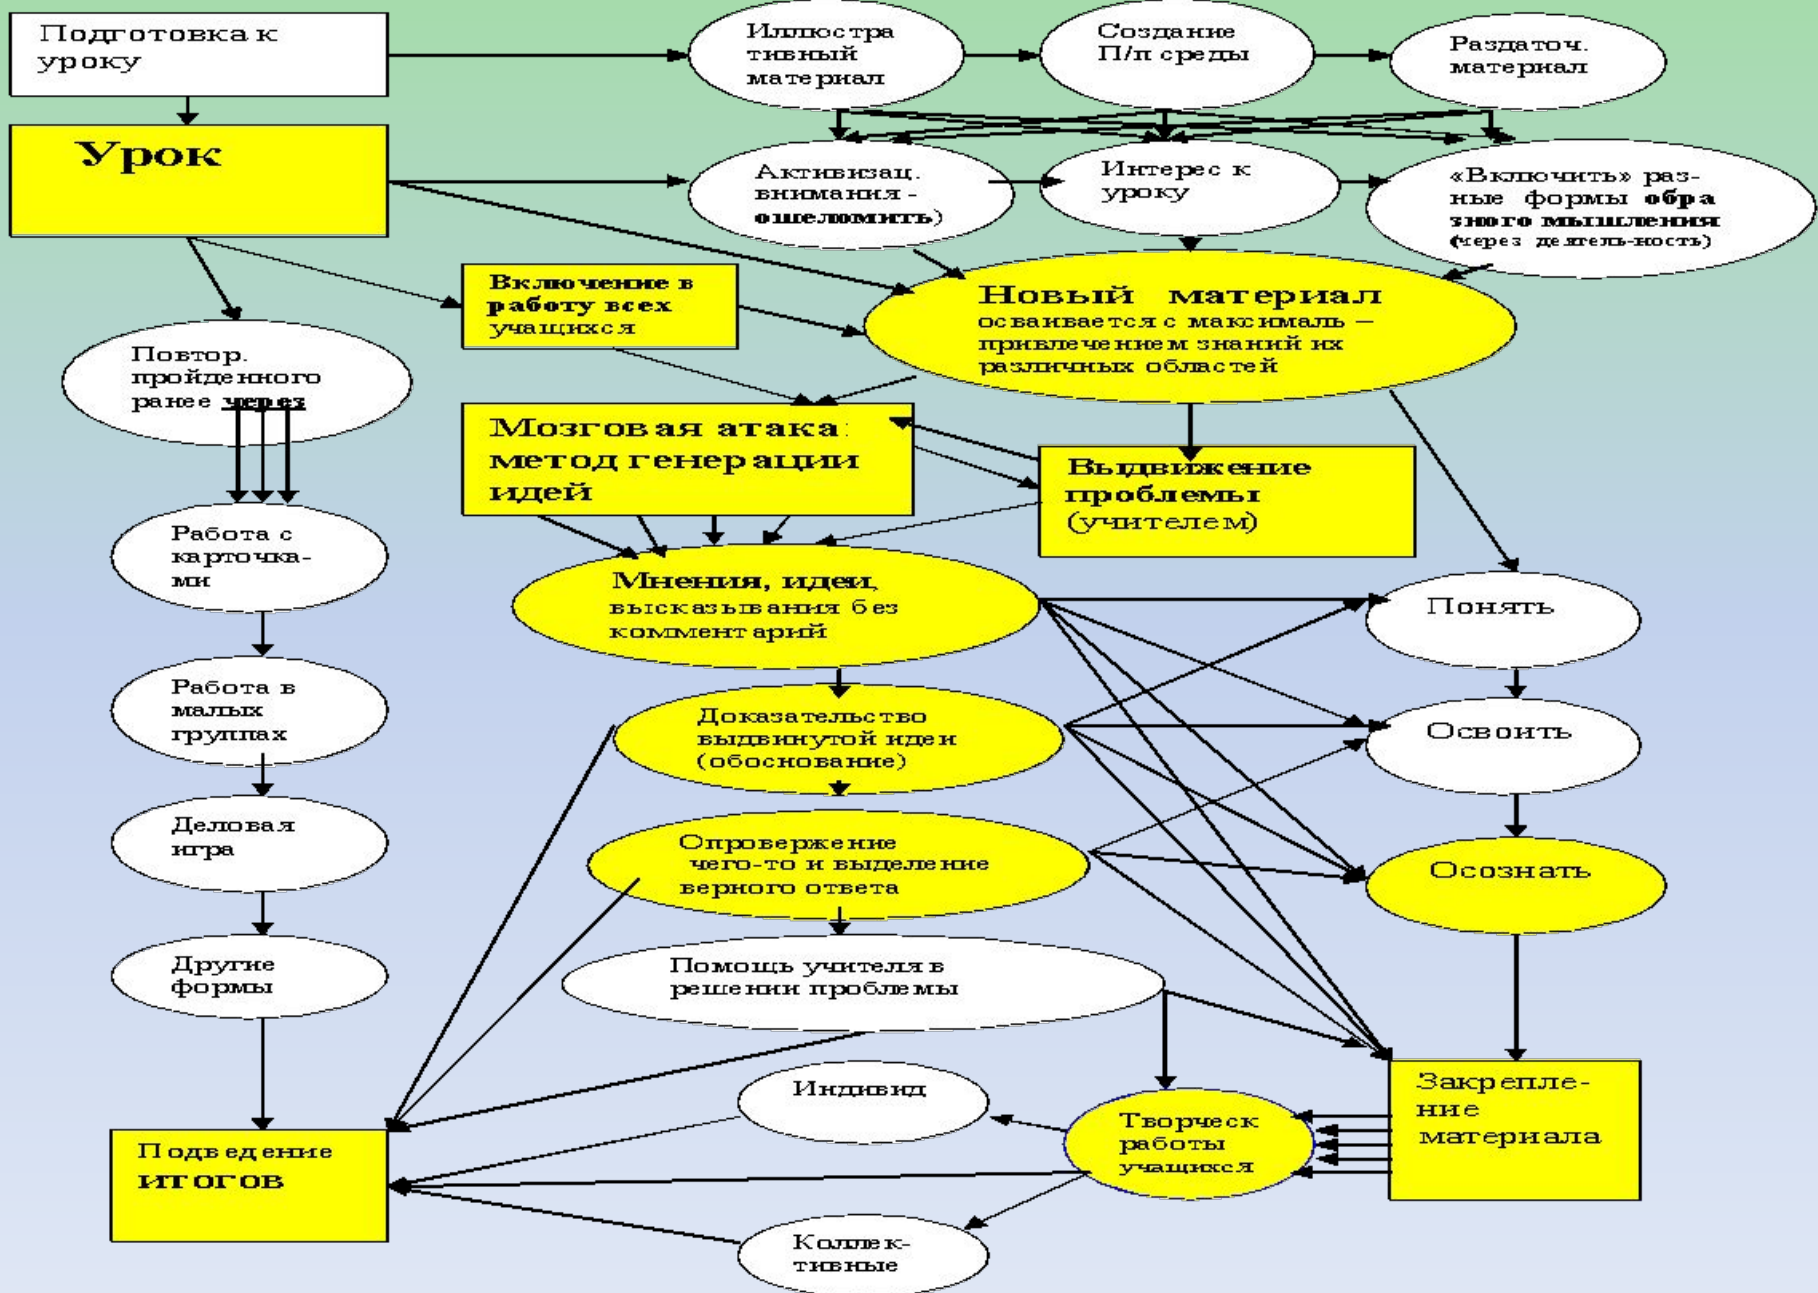 Подготовка к
уроку
Иллюстра
тивный
материал
Создание
П/п среды
Раздаточ.
материал
Урок
Активизац.
внимания -
ошеломить)
Интерес к
уроку
«Включить» раз-
ные формы обра
зного мышления
(через деятель-ность)
Включение в
работу всех
учащихся
Новый материал
осваивается с максималь –
привлечением знаний их
различных областей
Повтор.
пройденного
ранее через
Мозговая атака:
метод генерации
идей
Выдвижение
проблемы
(учителем)
Работа с
карточка-
ми
Мнения, идеи,
высказывания без
комментарий
Понять
Работа в
малых
группах
Доказательство
выдвинутой идеи
(обоснование)
Освоить
Деловая
игра
Опровержение
чего-то и выделение
верного ответа
Осознать
Другие
формы
Помощь учителя в
решении проблемы
Индивид
Закрепле-
ние
материала
Творческ
работы
учащихся
Подведение
итогов
Коллек-
тивные